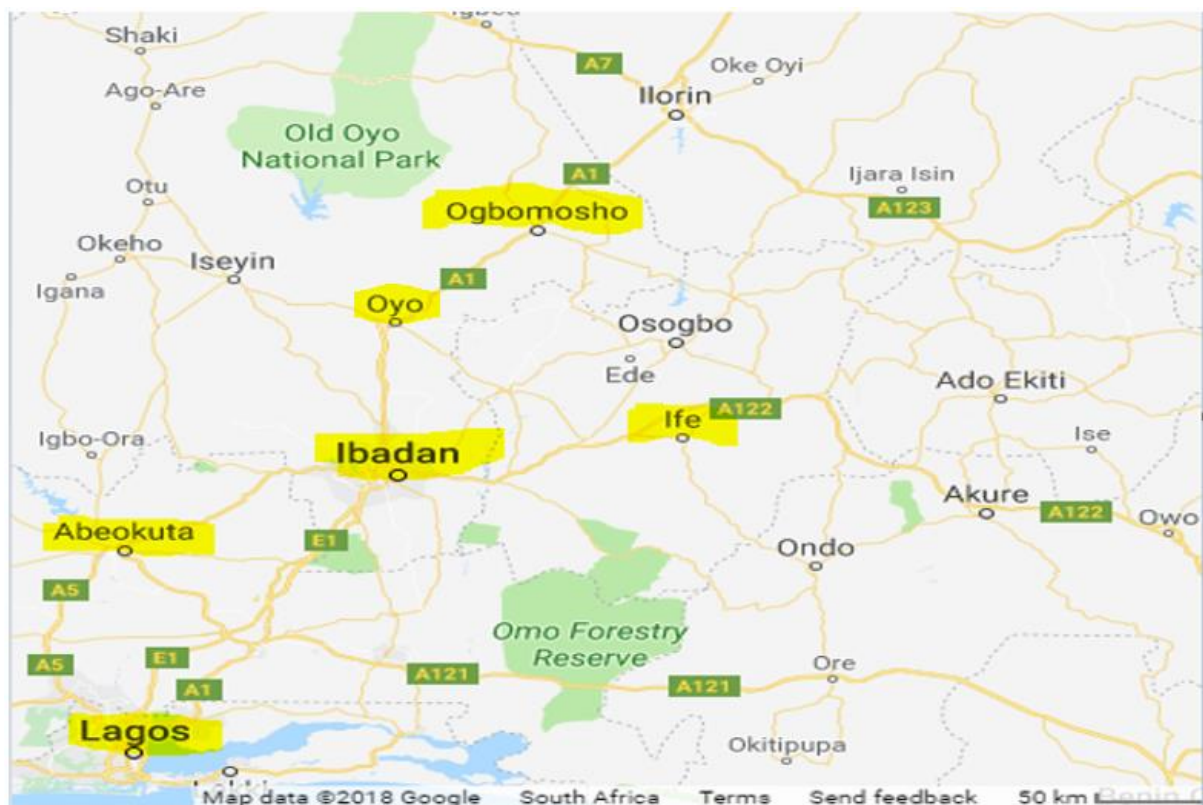 Igbeti
Shaki
A7
Oke Oyi
Ago-Are
Ilorin
Old Oyo
National Park
A1
Ijara Isin
Otu
A123
Ogbomosho
Okeho
Iseyin
A1
Igana
Oyo
Osogbo
Ede
Ado Ekiti
A122
Ife
Igbo-Ora
Ise
Ibadan
Akure
A122
Owo
Abeokuta
E1
Ondo
A5
Omo Forestry
Reserve
E1
A5
Ore
A121
A121
A1
Lagos
Okitipupa
Map data ©2018 Google South Africa Terms Send feedback 50 km